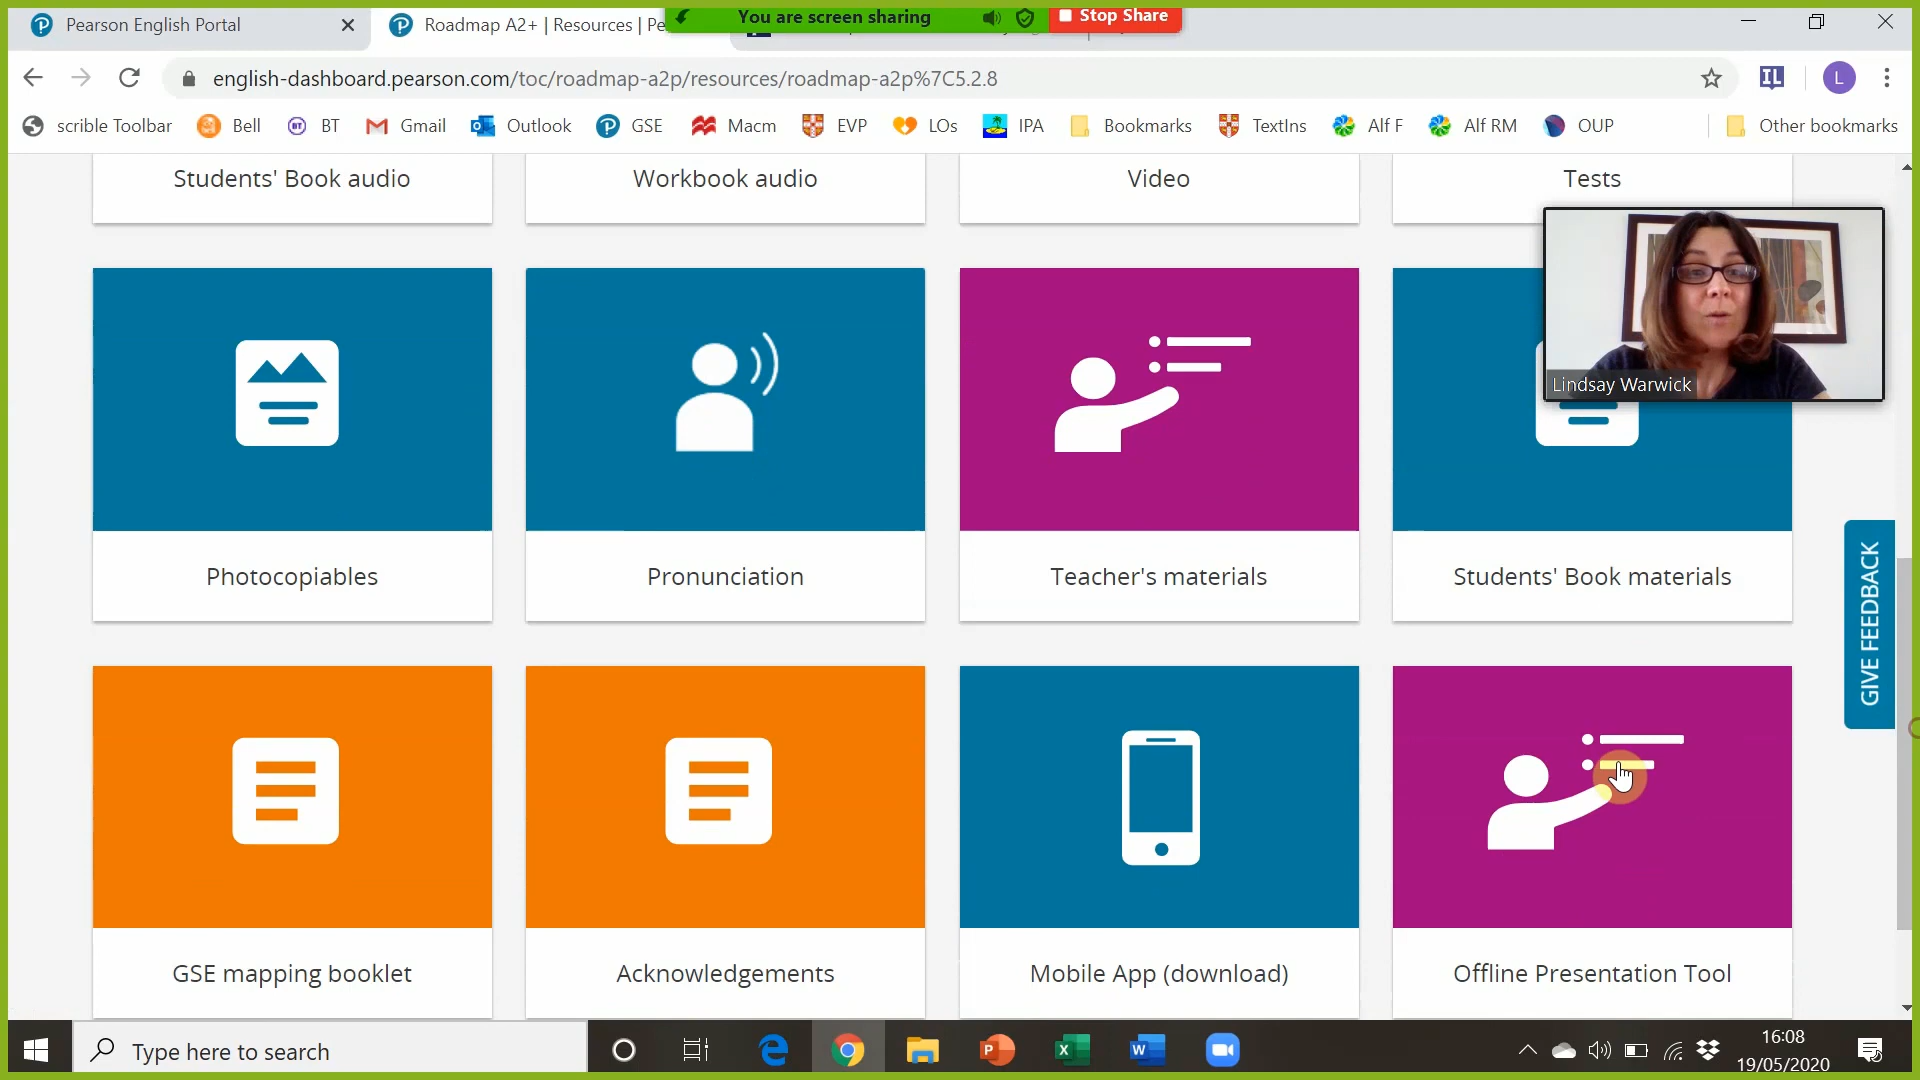 Pearson English Portal
Roadmap A2+ | Resources | Pe
You are screen sharing
Stop Share
english-dashboard.pearson.com/toc/roadmap-a2p/resources/roadmap-a2p%7C5.2.8
IL
L
scrible Toolbar
Bell
BT
Gmail
Outlook
GSE
Macm
EVP
LOs
IPA
Bookmarks
TextIns
Alf F
Alf RM
OUP
Other bookmarks
Students' Book audio
Workbook audio
Video
Tests
Lindsay Warwick
Photocopiables
Pronunciation
Teacher's materials
Students' Book materials
GIVE FEEDBACK
GSE mapping booklet
Acknowledgements
Mobile App (download)
Offline Presentation Tool
Type here to search
16:08
19/05/2020